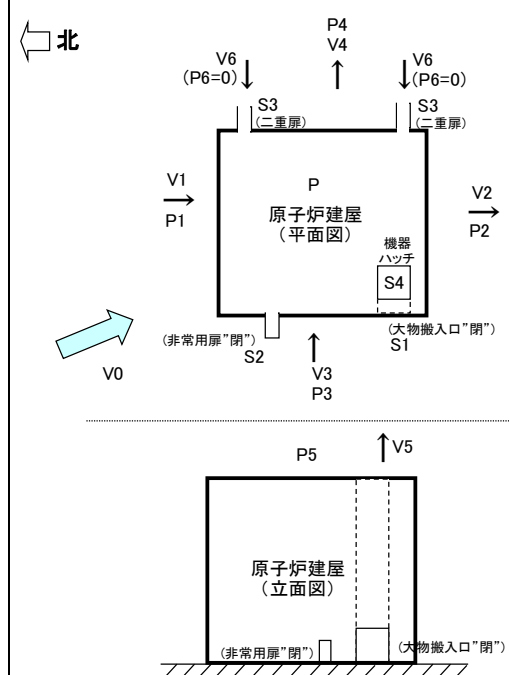 北
P4
V4
V6
(P6=0)
V6
(P6=0)
S3
(二重扉)
S3
(二重扉)
V1
P1
P
原子炉建屋
(平面図)
V2
P2
機器
ハッチ
S4
(非常用扉”閉”)
S2
(大物搬入口”閉”)
S1
V0
V3
P3
P5
V5
原子炉建屋
(立面図)
(非常用扉”閉”)
(大物搬入口”閉”)